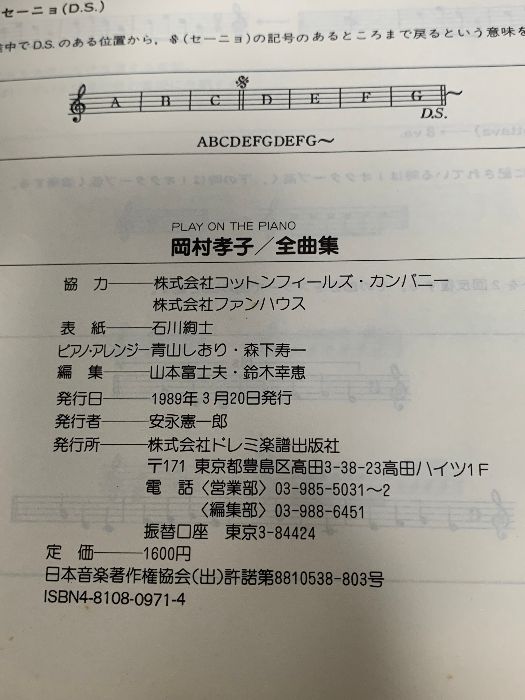 セーニョ(D.S.)
中でD.S.のある位置から，𝄋(セーニョ)の記号のあるところまで戻るという意味を
𝄋
A B C D E F G 〜
D.S.
ABCDEFGDEFG〜
PLAY ON THE PIANO
岡村孝子／全曲集
協 力――株式会社コットンフィールズ・カンパニー
株式会社ファンハウス
表 紙――石川絢士
ピアノ・アレンジ―青山しおり・森下寿一
編 集――山本富士夫・鈴木幸恵
発行日――1989年3月20日発行
発行者――安永憲一郎
発行所――株式会社ドレミ楽譜出版社
〒171 東京都豊島区高田3-38-23高田ハイツ1F
電 話〈営業部〉03-985-5031〜2
〈編集部〉03-988-6451
振替口座 東京3-84424
定 価――1600円
日本音楽著作権協会(出)許諾第8810538-803号
ISBN4-8108-0971-4